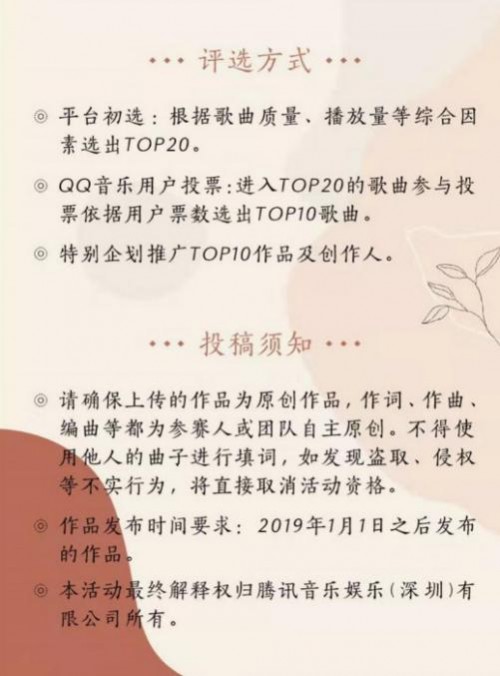 ··· 评选方式 ···
◎ 平台初选：根据歌曲质量、播放量等综合因
素选出TOP20。
◎ QQ音乐用户投票:进入TOP20的歌曲参与投
票依据用户票数选出TOP10歌曲。
◎ 特别企划推广TOP10作品及创作人。
··· 投稿须知 ···
◎ 请确保上传的作品为原创作品，作词、作曲、
编曲等都为参赛人或团队自主原创。不得使
用他人的曲子进行填词，如发现盗取、侵权
等不实行为，将直接取消活动资格。
◎ 作品发布时间要求：2019年1月1日之后发布
的作品。
◎ 本活动最终解释权归腾讯音乐娱乐(深圳)有
限公司所有。